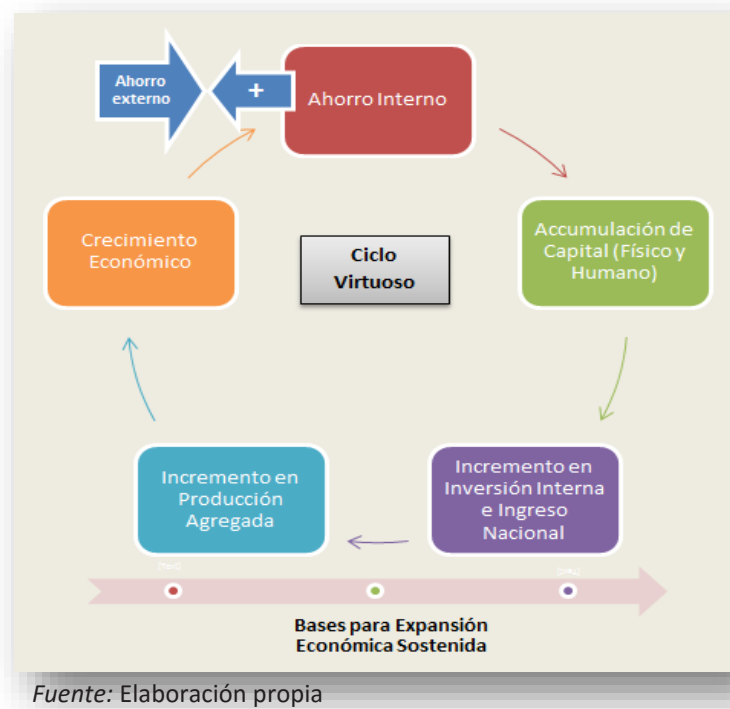 Ahorro
externo
+
Ahorro Interno
Accumulación de
Capital (Físico y
Humano)
Crecimiento
Económico
Ciclo
Virtuoso
Incremento en
Producción
Agregada
Incremento en
Inversión Interna
e Ingreso
Nacional
Bases para Expansión
Económica Sostenida
Fuente: Elaboración propia